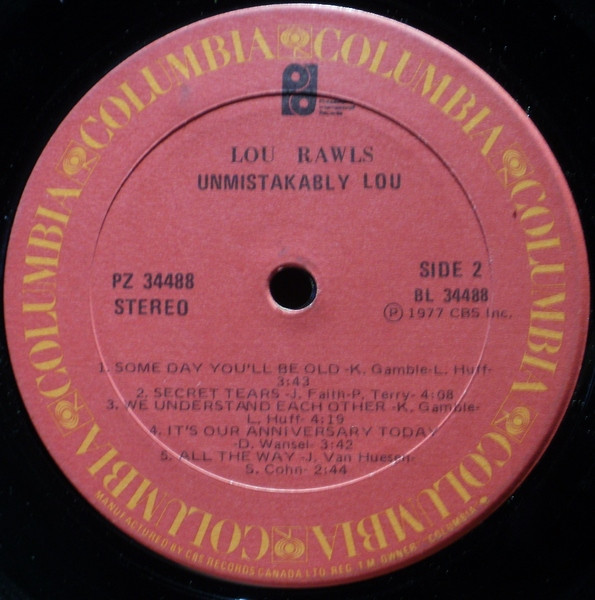 COLUMBIA COLUMBIA COLUMBIA COLUMBIA COLUMBIA COLUMBIA COLUMBIA COLUMBIA
LOU RAWLS
UNMISTAKABLY LOU
PZ 34488
STEREO
SIDE 2
BL 34488
Ⓟ 1977 CBS Inc.
1. SOME DAY YOU'LL BE OLD -K. Gamble-L. Huff-
3:43
2. SECRET TEARS -J. Faith-P. Terry- 4:08
3. WE UNDERSTAND EACH OTHER -K. Gamble-
L. Huff- 4:19
4. IT'S OUR ANNIVERSARY TODAY
-D. Wansel- 3:42
5. ALL THE WAY -J. Van Huesen-
S. Cohn- 2:44
MANUFACTURED BY CBS RECORDS CANADA LTD. REG. T.M. OWNER - COLUMBIA